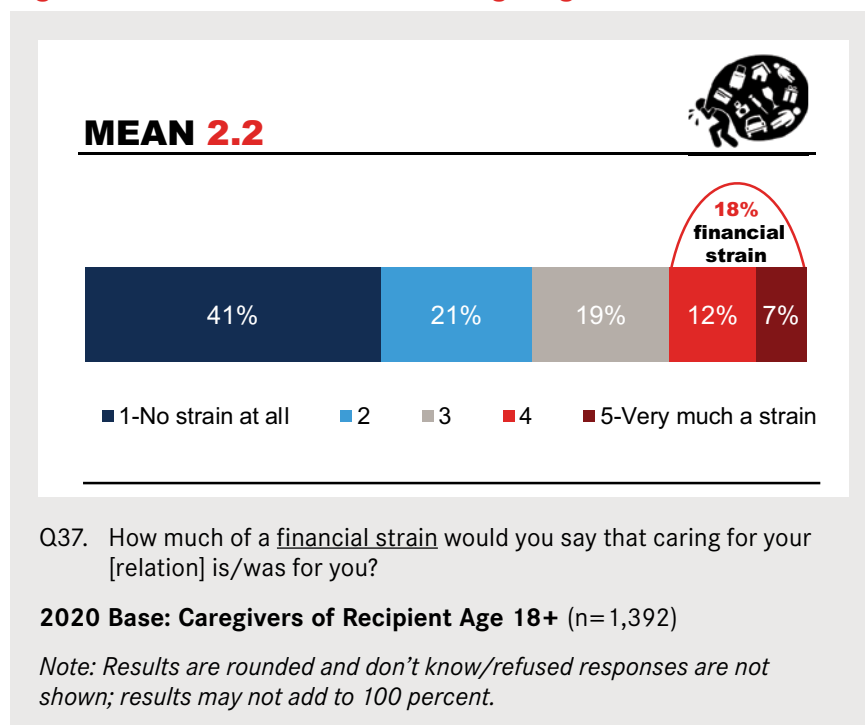 MEAN 2.2
18%
financial
strain
41%
21%
19%
12%
7%
1-No strain at all
2
3
4
5-Very much a strain
Q37. How much of a financial strain would you say that caring for your
[relation] is/was for you?
2020 Base: Caregivers of Recipient Age 18+ (n=1,392)
Note: Results are rounded and don’t know/refused responses are not
shown; results may not add to 100 percent.